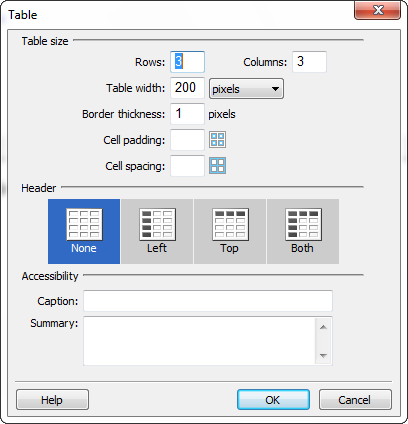 Table
Table size
Rows: 3 Columns: 3
Table width: 200 pixels
Border thickness: 1 pixels
Cell padding:
Cell spacing:
Header
None Left Top Both
Accessibility
Caption:
Summary:
Help OK Cancel